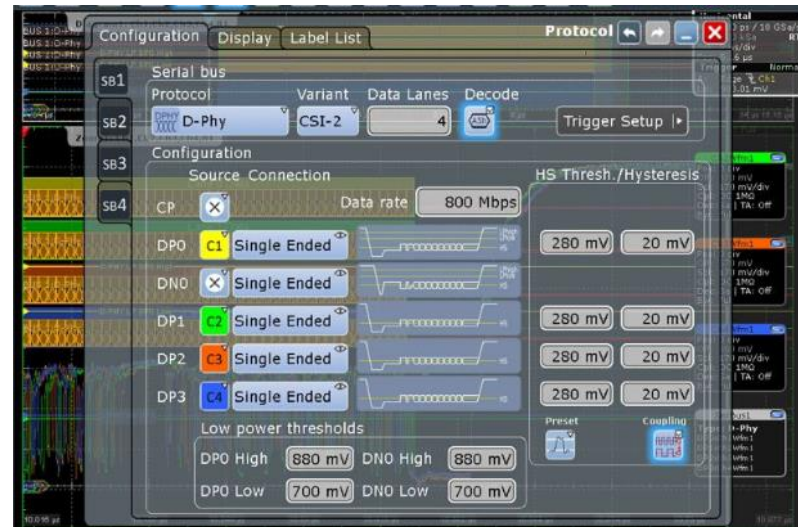 Configuration Display Label List Protocol
SB1
SB2
SB3
SB4
Serial bus
Protocol Variant Data Lanes Decode
D-Phy CSI-2 4 Trigger Setup
Configuration
Source Connection HS Thresh./Hysteresis
CP Data rate 800 Mbps
DP0 C1 Single Ended 280 mV 20 mV
DN0 Single Ended
DP1 C2 Single Ended 280 mV 20 mV
DP2 C3 Single Ended 280 mV 20 mV
DP3 C4 Single Ended 280 mV 20 mV
Preset Coupling
Low power thresholds
DP0 High 880 mV DN0 High 880 mV
DP0 Low 700 mV DN0 Low 700 mV